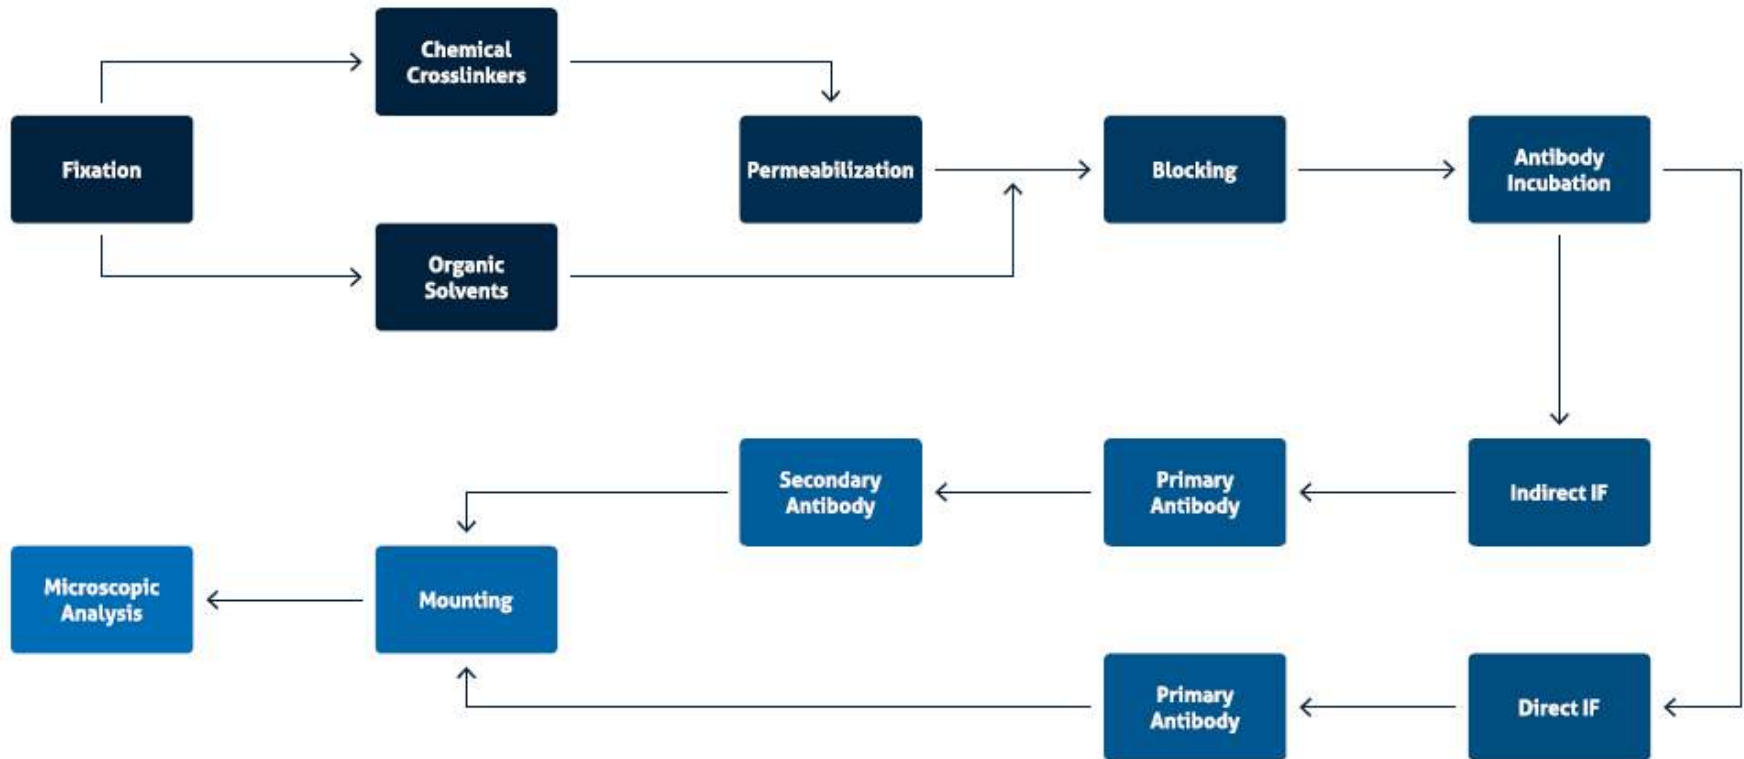 Chemical
Crosslinkers
Fixation
Permeabilization
Blocking
Antibody
Incubation
Organic
Solvents
Secondary
Antibody
Primary
Antibody
Indirect IF
Microscopic
Analysis
Mounting
Primary
Antibody
Direct IF